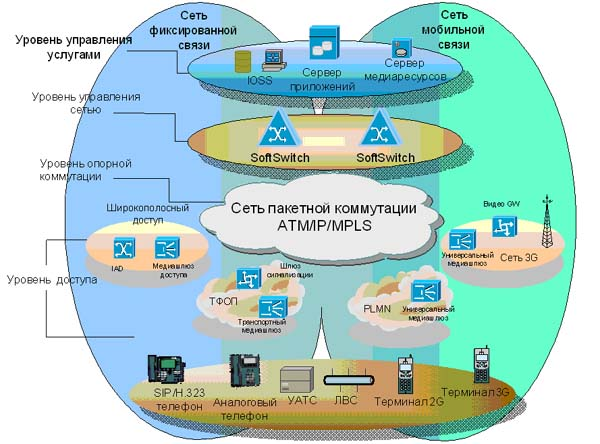 Сеть
фиксированной
связи
Сеть
мобильной
связи
Уровень управления
услугами
IOSS
Сервер
приложений
Сервер
медиаресурсов
Уровень управления
сетью
SoftSwitch
SoftSwitch
Уровень опорной
коммутации
Сеть пакетной коммутации
ATM/IP/MPLS
Широкополосный
доступ
IAD
Медиашлюз
доступа
Видео GW
Универсальный
медиашлюз
Сеть 3G
Уровень доступа
Шлюз
сигнализации
ТФОП
Транспортный
медиашлюз
PLMN
Универсальный
медиашлюз
SIP/H.323
телефон
Аналоговый
телефон
УАТС
ЛВС
Терминал 2G
Терминал 3G